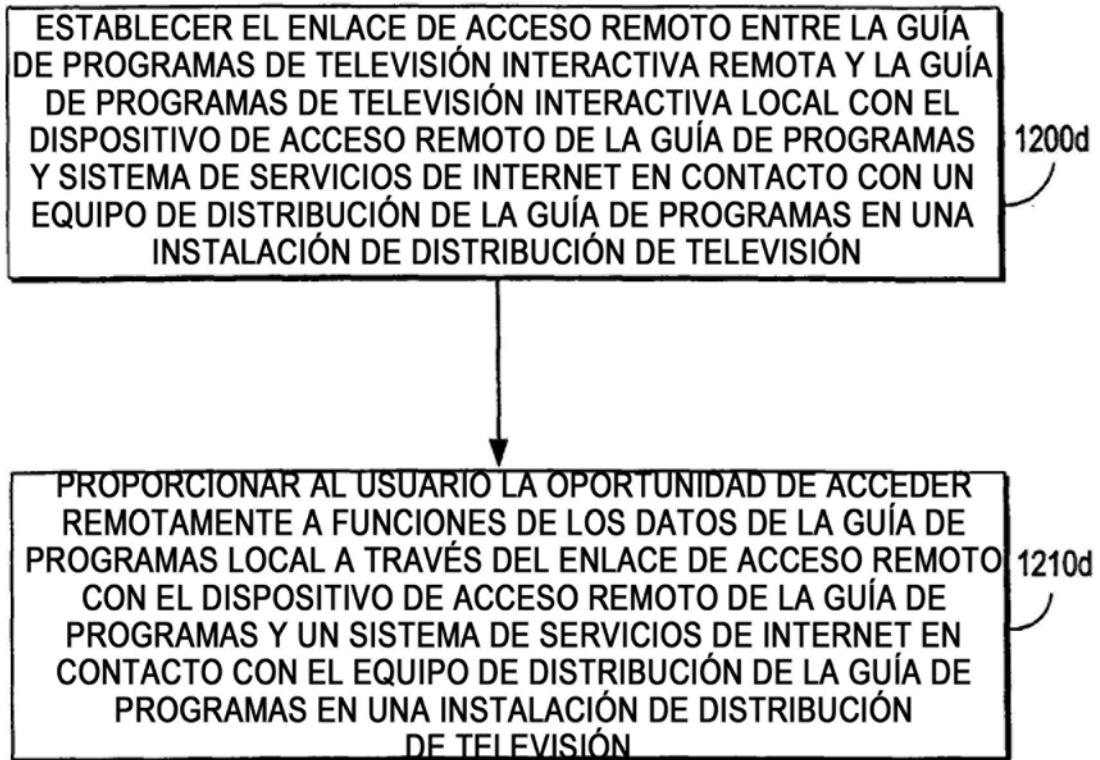 ESTABLECER EL ENLACE DE ACCESO REMOTO ENTRE LA GUÍA
DE PROGRAMAS DE TELEVISIÓN INTERACTIVA REMOTA Y LA GUÍA
DE PROGRAMAS DE TELEVISIÓN INTERACTIVA LOCAL CON EL
DISPOSITIVO DE ACCESO REMOTO DE LA GUÍA DE PROGRAMAS
Y SISTEMA DE SERVICIOS DE INTERNET EN CONTACTO CON UN
EQUIPO DE DISTRIBUCIÓN DE LA GUÍA DE PROGRAMAS EN UNA
INSTALACIÓN DE DISTRIBUCIÓN DE TELEVISIÓN
1200d
PROPORCIONAR AL USUARIO LA OPORTUNIDAD DE ACCEDER
REMOTAMENTE A FUNCIONES DE LOS DATOS DE LA GUÍA DE
PROGRAMAS LOCAL A TRAVÉS DEL ENLACE DE ACCESO REMOTO
CON EL DISPOSITIVO DE ACCESO REMOTO DE LA GUÍA DE
PROGRAMAS Y UN SISTEMA DE SERVICIOS DE INTERNET EN
CONTACTO CON EL EQUIPO DE DISTRIBUCIÓN DE LA GUÍA DE
PROGRAMAS EN UNA INSTALACIÓN DE DISTRIBUCIÓN
DE TELEVISIÓN
1210d